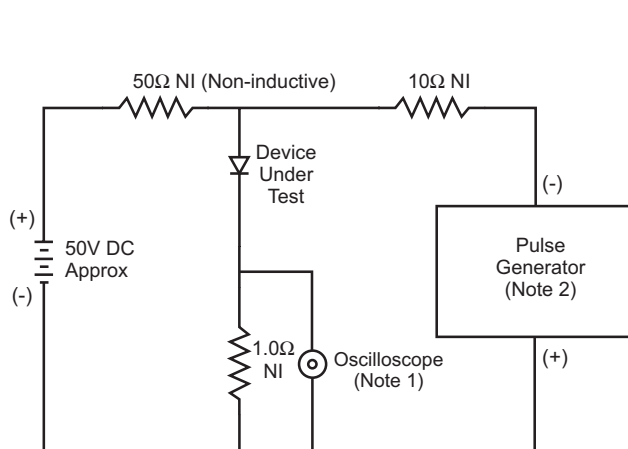 50Ω NI (Non-inductive)
10Ω NI
Device
Under
Test
(-)
(+)
50V DC
Approx
(-)
Pulse
Generator
(Note 2)
1.0Ω
NI
Oscilloscope
(Note 1)
(+)